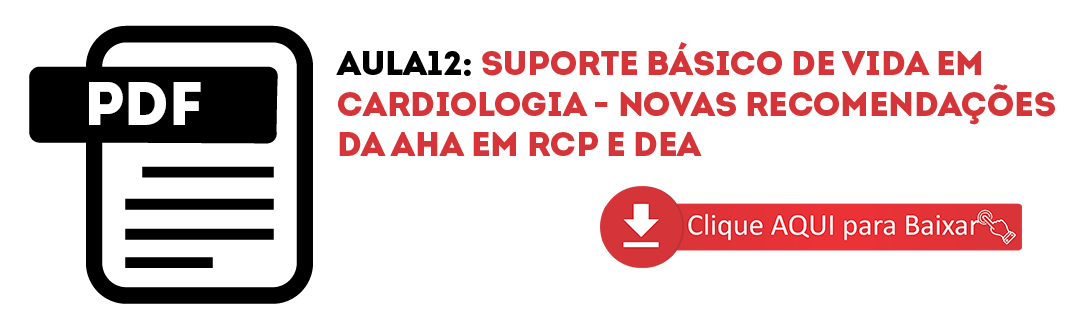 PDF
AULA12: SUPORTE BÁSICO DE VIDA EM
CARDIOLOGIA - NOVAS RECOMENDAÇÕES
DA AHA EM RCP E DEA
Clique AQUI para Baixar